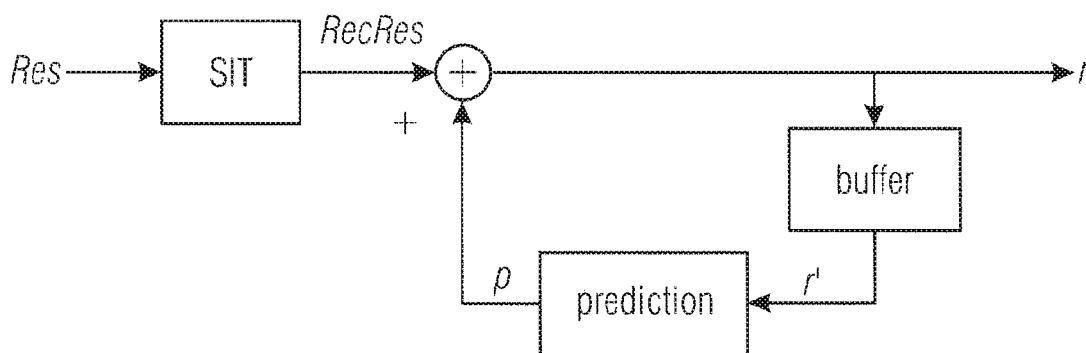 RecRes
Res
SIT
+
r
+
buffer
p
prediction
r'